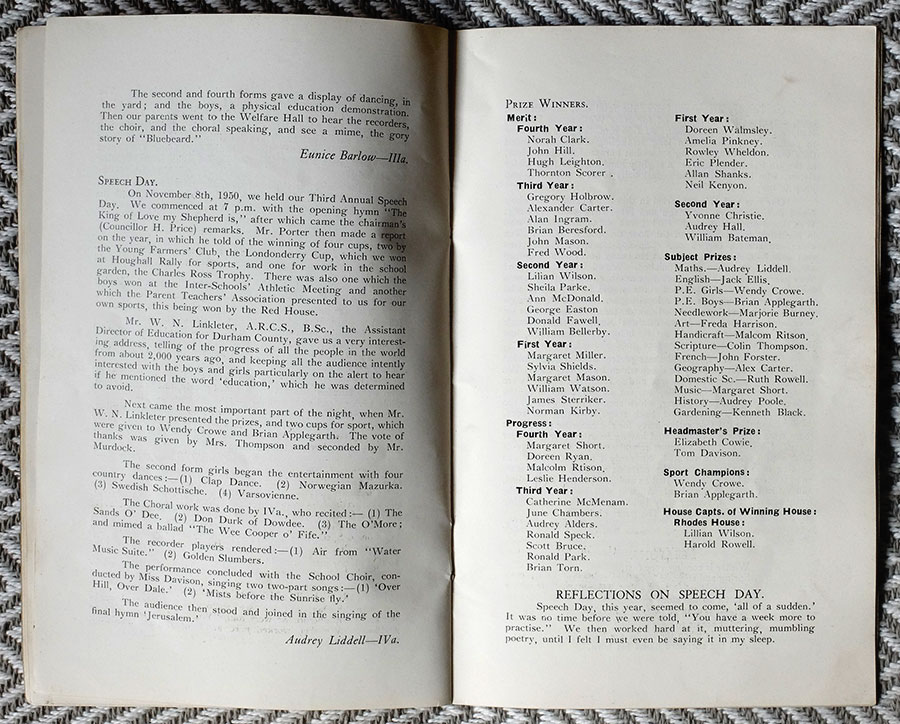 The second and fourth forms gave a display of dancing, in
the yard; and the boys, a physical education demonstration.
Then our parents went to the Welfare Hall to hear the recorders,
the choir, and the choral speaking, and see a mime, the gory
story of "Bluebeard."
Eunice Barlow—IIIa.
Speech Day.
On November 8th, 1950, we held our Third Annual Speech
Day. We commenced at 7 p.m. with the opening hymn "The
King of Love my Shepherd is," after which came the chairman's
(Councillor H. Price) remarks. Mr. Porter then made a report
on the year, in which he told of the winning of four cups, two by
the Young Farmers' Club, the Londonderry Cup, which we won
at Houghall Rally for sports, and one for work in the school
garden, the Charles Ross Trophy. There was also one which the
boys won at the Inter-Schools' Athletic Meeting and another
which the Parent Teachers' Association presented to us for our
own sports, this being won by the Red House.
Mr. W. N. Linkleter, A.R.C.S., B.Sc., the Assistant
Director of Education for Durham County, gave us a very interest-
ing address, telling of the progress of all the people in the world
from about 2,000 years ago, and keeping all the audience intently
interested with the boys and girls particularly on the alert to hear
if he mentioned the word 'education,' which he was determined
to avoid.
Next came the most important part of the night, when Mr.
W. N. Linkleter presented the prizes, and two cups for sport, which
were given to Wendy Crowe and Brian Applegarth. The vote of
thanks was given by Mrs. Thompson and seconded by Mr.
Murdock.
The second form girls began the entertainment with four
country dances:—(1) Clap Dance. (2) Norwegian Mazurka.
(3) Swedish Schottische. (4) Varsovienne.
The Choral work was done by IVa., who recited:— (1) The
Sands O' Dee. (2) Don Durk of Dowdee. (3) The O'More;
and mimed a ballad "The Wee Cooper o' Fife."
The recorder players rendered:—(1) Air from "Water
Music Suite." (2) Golden Slumbers.
The performance concluded with the School Choir, con-
ducted by Miss Davison, singing two two-part songs:—(1) 'Over
Hill, Over Dale.' (2) 'Mists before the Sunrise fly.'
The audience then stood and joined in the singing of the
final hymn 'Jerusalem.'
Audrey Liddell—IVa.
Prize Winners.
Merit:
Fourth Year:
Norah Clark.
John Hill.
Hugh Leighton.
Thornton Scorer .
Third Year:
Gregory Holbrow.
Alexander Carter.
Alan Ingram.
Brian Beresford.
John Mason.
Fred Wood.
Second Year:
Lilian Wilson.
Sheila Parke.
Ann McDonald.
George Easton
Donald Fawell.
William Bellerby.
First Year:
Margaret Miller.
Sylvia Shields.
Margaret Mason.
William Watson.
James Sterriker.
Norman Kirby.
Progress:
Fourth Year:
Margaret Short.
Doreen Ryan.
Malcolm Rtison.
Leslie Henderson.
Third Year:
Catherine McMenam.
June Chambers.
Audrey Alders.
Ronald Speck.
Scott Bruce.
Ronald Park.
Brian Torn.
First Year:
Doreen Walmsley.
Amelia Pinkney.
Rowley Wheldon.
Eric Plender.
Allan Shanks.
Neil Kenyon.
Second Year:
Yvonne Christie.
Audrey Hall.
William Bateman.
Subject Prizes:
Maths.—Audrey Liddell.
English—Jack Ellis.
P.E. Girls—Wendy Crowe.
P.E. Boys—Brian Applegarth.
Needlework—Marjorie Burney.
Art—Freda Harrison.
Handicraft—Malcom Ritson.
Scripture—Colin Thompson.
French—John Forster.
Geography—Alex Carter.
Domestic Sc.—Ruth Rowell.
Music—Margaret Short.
History—Audrey Poole.
Gardening—Kenneth Black.
Headmaster's Prize:
Elizabeth Cowie.
Tom Davison.
Sport Champions:
Wendy Crowe.
Brian Applegarth.
House Capts. of Winning House:
Rhodes House:
Lillian Wilson.
Harold Rowell.
REFLECTIONS ON SPEECH DAY.
Speech Day, this year, seemed to come, 'all of a sudden.'
It was no time before we were told, "You have a week more to
practise." We then worked hard at it, muttering, mumbling
poetry, until I felt I must even be saying it in my sleep.